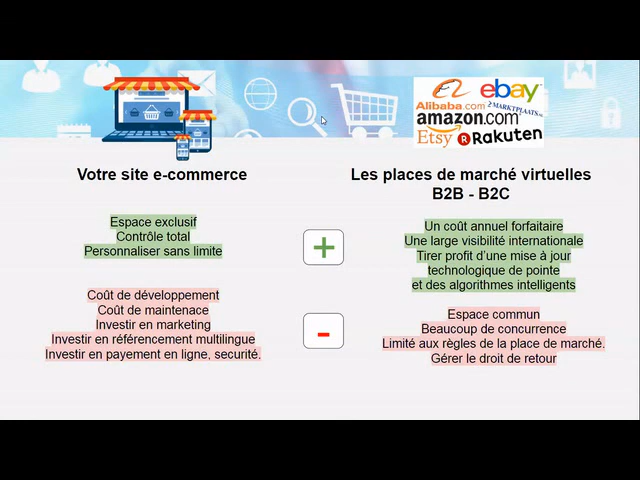 Alibaba.com
ebay
2 MARKTPLAATS.NL
amazon.com
Etsy
Rakuten
Votre site e-commerce
Espace exclusif
Contrôle total
Personnaliser sans limite
Coût de développement
Coût de maintenace
Investir en marketing
Investir en référencement multilingue
Investir en payement en ligne, securité.
+
-
Les places de marché virtuelles
B2B - B2C
Un coût annuel forfaitaire
Une large visibilité internationale
Tirer profit d'une mise à jour
technologique de pointe
et des algorithmes intelligents
Espace commun
Beaucoup de concurrence
Limité aux règles de la place de marché.
Gérer le droit de retour